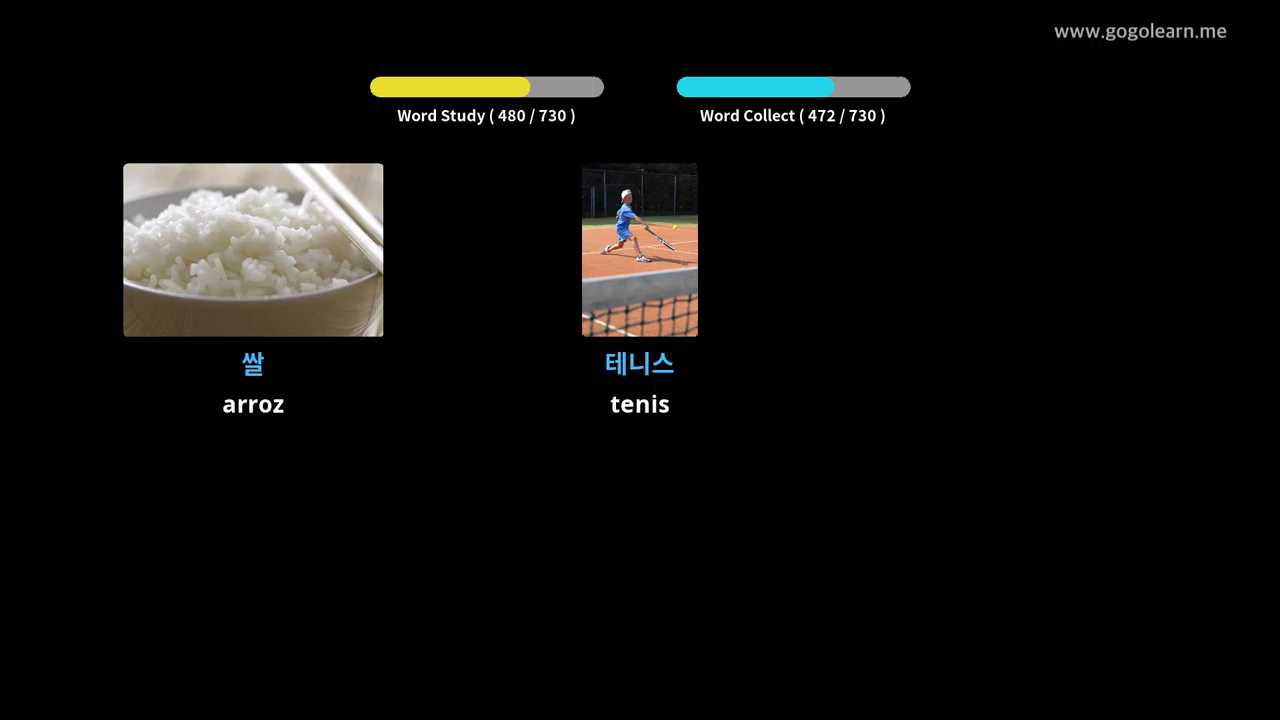 www.gogolearn.me
Word Study ( 480 / 730 )
Word Collect ( 472 / 730 )
쌀
테니스
arroz
tenis